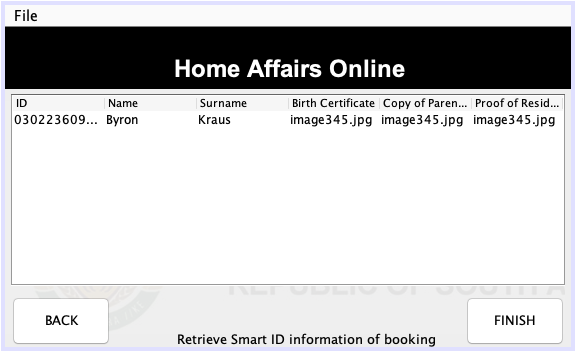 File
Home Affairs Online
ID Name Surname Birth Certificate Copy of Paren... Proof of Resid...
030223609... Byron Kraus image345.jpg image345.jpg image345.jpg
REPUBLIC OF SOUTH A
BACK
FINISH
Retrieve Smart ID information of booking